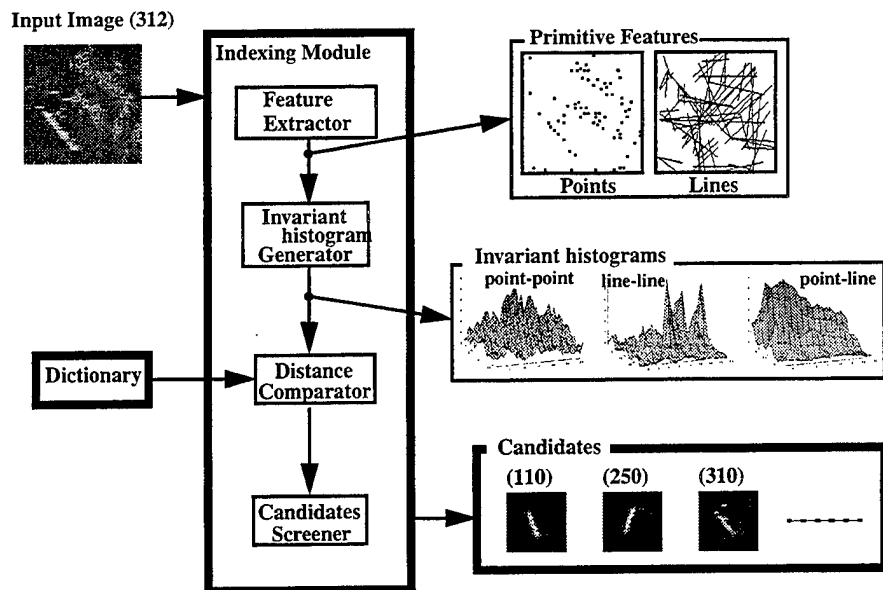 Input Image (312)
Indexing Module
Feature
Extractor
Invariant
histogram
Generator
Distance
Comparator
Candidates
Screener
Dictionary
Primitive Features
Points
Lines
Invariant histograms
point-point
line-line
point-line
Candidates
(110)
(250)
(310)